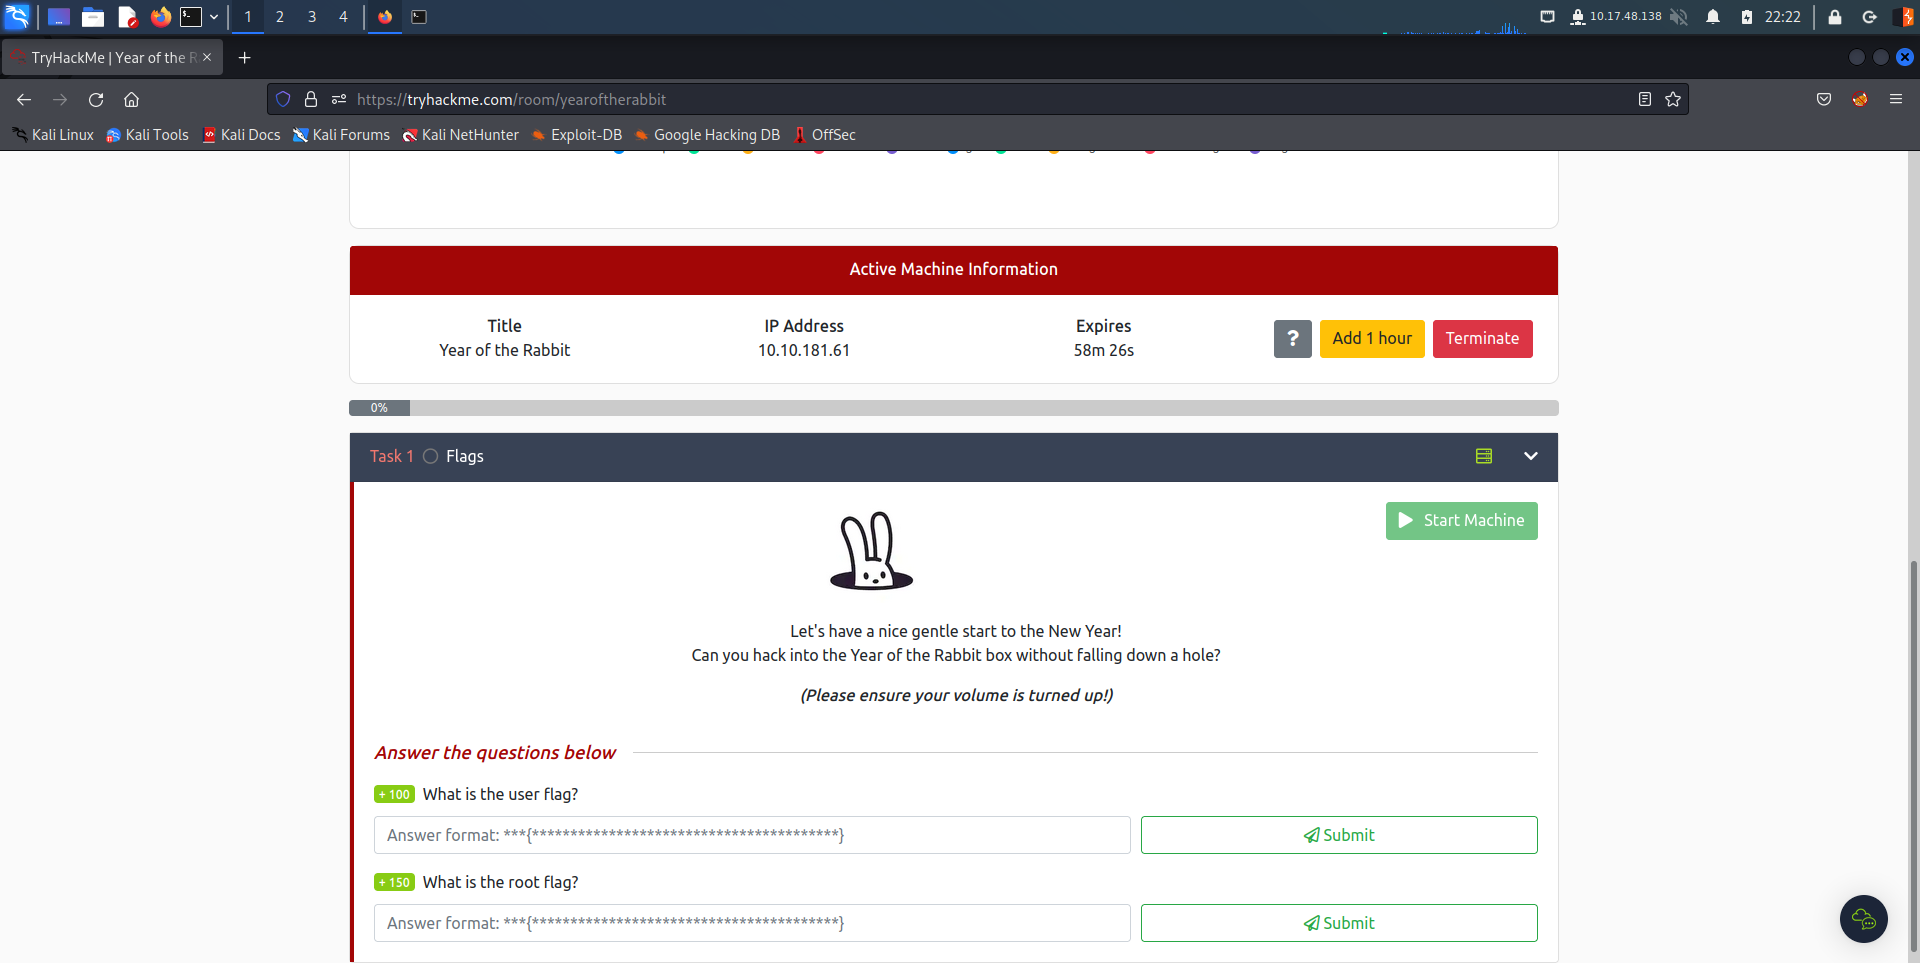 1 2 3 4
10.17.48.138 22:22
TryHackMe | Year of the R
https://tryhackme.com/room/yearoftherabbit
Kali Linux Kali Tools Kali Docs Kali Forums Kali NetHunter Exploit-DB Google Hacking DB OffSec
Active Machine Information
Title IP Address Expires
Year of the Rabbit 10.10.181.61 58m 26s
? Add 1 hour Terminate
0%
Task 1 Flags
Start Machine
Let's have a nice gentle start to the New Year!
Can you hack into the Year of the Rabbit box without falling down a hole?
(Please ensure your volume is turned up!)
Answer the questions below
+ 100 What is the user flag?
Answer format: ***{****************************************} Submit
+ 150 What is the root flag?
Answer format: ***{****************************************} Submit